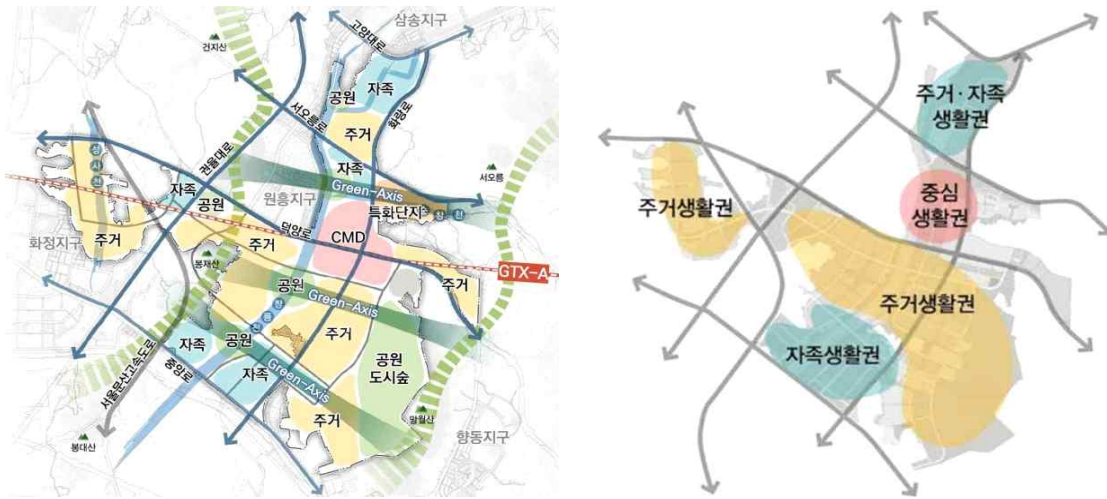 삼송지구
고양대로
건지산
자족
공원
화랑로
서오릉로
주거
권율대로
자족
서오릉
원흥지구
Green-Axis
성사천
자족
공원
특화단지
창릉천
덕양로
CMD
화정지구
주거
주거
봉재산
GTX-A
공원
Green-Axis
주거
창릉천
주거
자족
공원
공원
도시숲
중앙로
자족
Green-Axis
서울문산고속도로
주거
망월산
봉대산
향동지구
주거·자족
생활권
중심
생활권
주거생활권
주거생활권
자족생활권